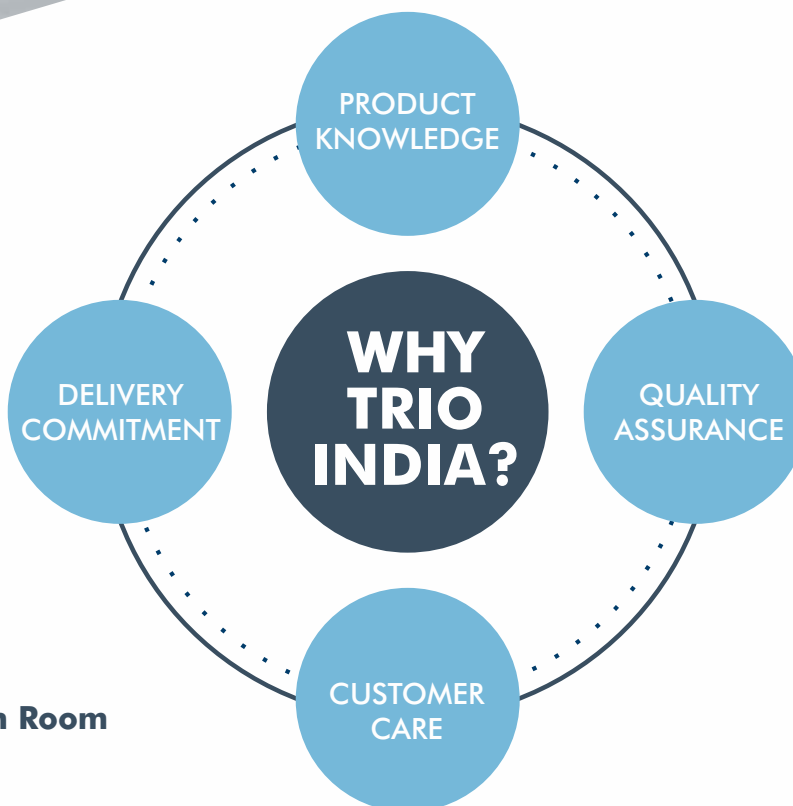 PRODUCT
KNOWLEDGE
WHY
TRIO
INDIA?
DELIVERY
COMMITMENT
QUALITY
ASSURANCE
CUSTOMER
CARE
Room